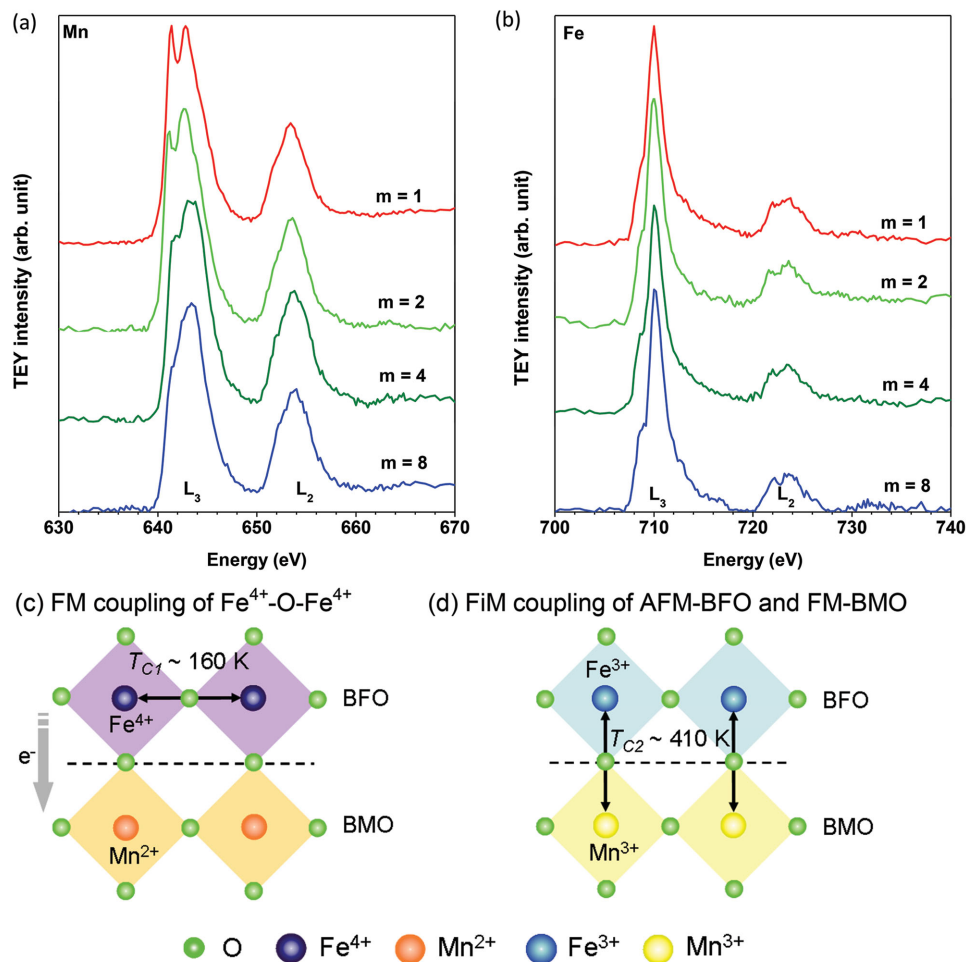 (a)
Mn
TEY intensity (arb. unit)
m = 1
m = 2
m = 4
m = 8
L₃
L₂
630 640 650 660 670
Energy (eV)
(b)
Fe
TEY intensity (arb. unit)
m = 1
m = 2
m = 4
m = 8
L₃
L₂
700 710 720 730 740
Energy (eV)
(c) FM coupling of Fe⁴⁺-O-Fe⁴⁺
T_C1 ~ 160 K
Fe⁴⁺
BFO
e⁻
BMO
Mn²⁺
(d) FiM coupling of AFM-BFO and FM-BMO
Fe³⁺
BFO
T_C2 ~ 410 K
BMO
Mn³⁺
O Fe⁴⁺ Mn²⁺ Fe³⁺ Mn³⁺